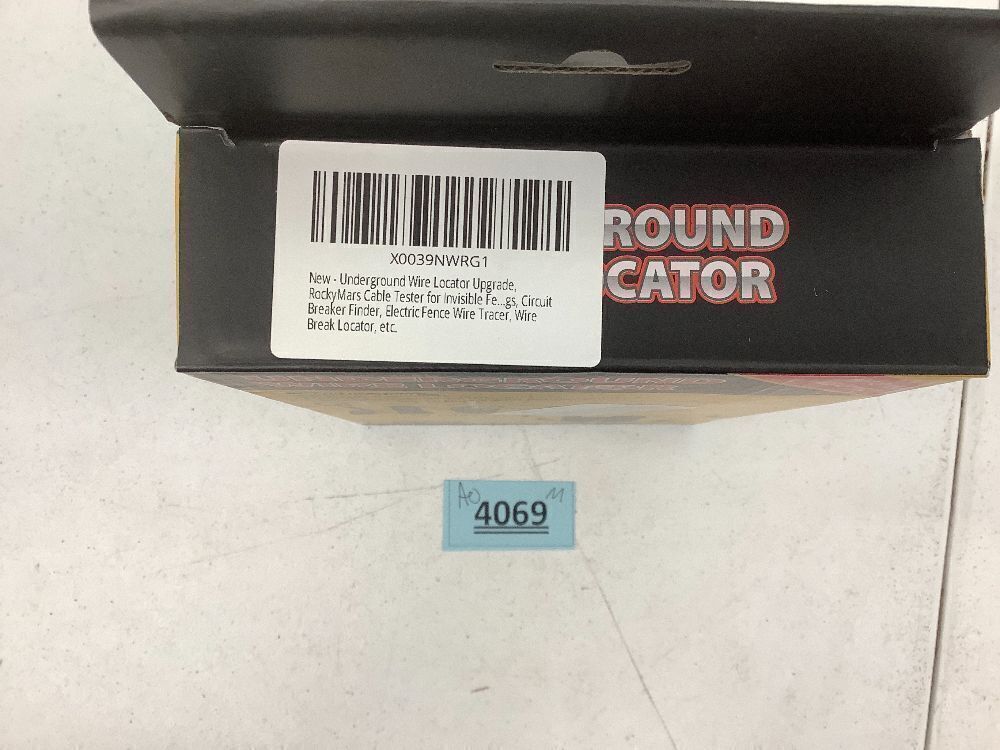 X0039NWRG1
New - Underground Wire Locator Upgrade,
RockyMars Cable Tester for Invisible Fe...gs, Circuit
Breaker Finder, Electric Fence Wire Tracer, Wire
Break Locator, etc.
ROUND
CATOR
AO M
4069